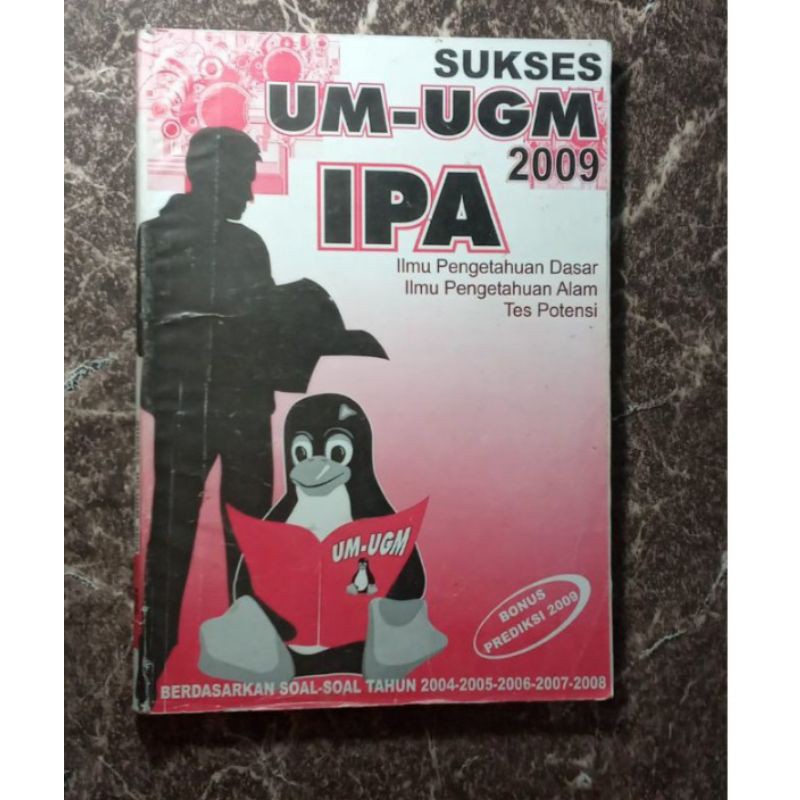 SUKSES
UM-UGM
2009
IPA
Ilmu Pengetahuan Dasar
Ilmu Pengetahuan Alam
Tes Potensi
UM-UGM
BONUS
PREDIKSI 2009
BERDASARKAN SOAL-SOAL TAHUN 2004-2005-2006-2007-2008